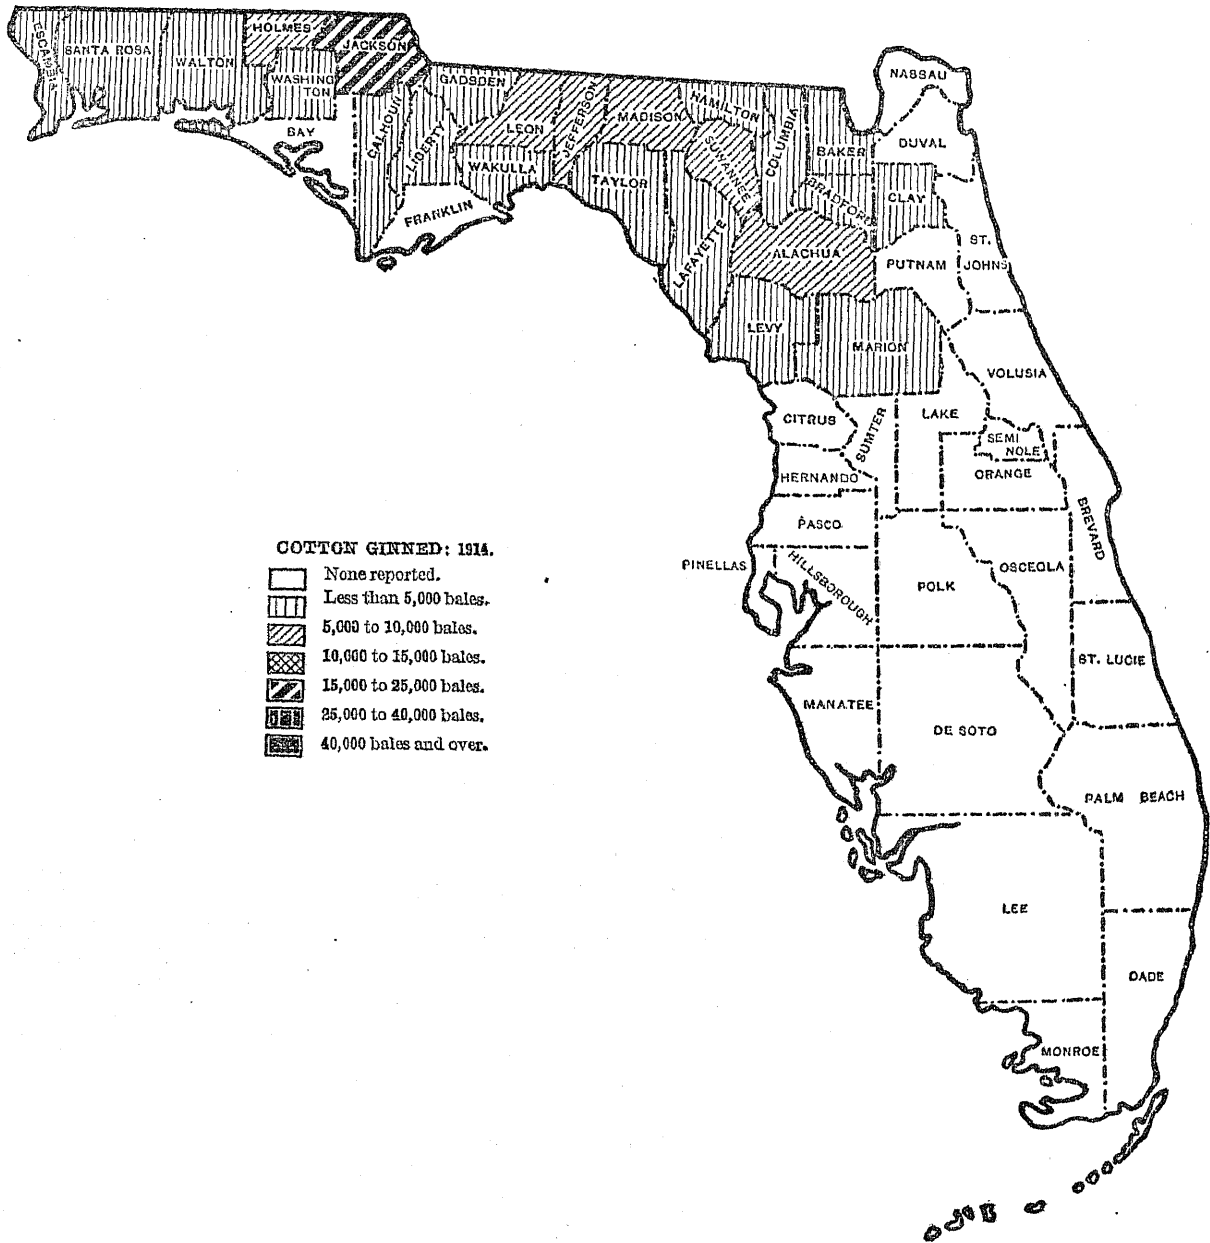 ESCAMBIA
SANTA ROSA
WALTON
HOLMES
JACKSON
WASHING
TON
BAY
CALHOUN
LIBERTY
GADSDEN
LEON
JEFFERSON
MADISON
HAMILTON
SUWANNEE
COLUMBIA
BAKER
NASSAU
DUVAL
WAKULLA
FRANKLIN
TAYLOR
LAFAYETTE
BRADFORD
CLAY
ST.
JOHNS
ALACHUA
PUTNAM
LEVY
MARION
VOLUSIA
CITRUS
SUMTER
LAKE
SEMI
NOLE
ORANGE
HERNANDO
BREVARD
PASCO
PINELLAS
HILLSBOROUGH
POLK
OSCEOLA
ST. LUCIE
MANATEE
DE SOTO
PALM BEACH
LEE
DADE
MONROE
COTTON GINNED: 1914.
None reported.
Less than 5,000 bales.
5,000 to 10,000 bales.
10,000 to 15,000 bales.
15,000 to 25,000 bales.
25,000 to 40,000 bales.
40,000 bales and over.